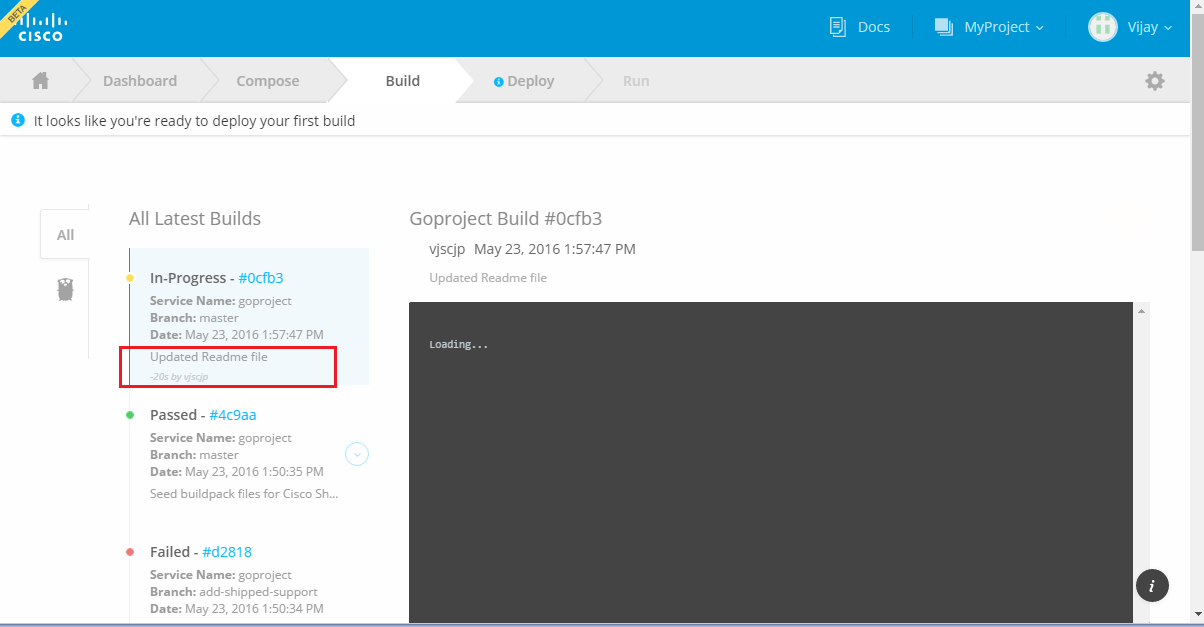 BETA
CISCO
Docs
MyProject
Vijay
Dashboard
Compose
Build
Deploy
Run
It looks like you're ready to deploy your first build
All
All Latest Builds
In-Progress - #0cfb3
Service Name: goproject
Branch: master
Date: May 23, 2016 1:57:47 PM
Updated Readme file
-20s by vjscjp
Passed - #4c9aa
Service Name: goproject
Branch: master
Date: May 23, 2016 1:50:35 PM
Seed buildpack files for Cisco Sh...
Failed - #d2818
Service Name: goproject
Branch: add-shipped-support
Date: May 23, 2016 1:50:34 PM
Goproject Build #0cfb3
vjscjp May 23, 2016 1:57:47 PM
Updated Readme file
Loading...
i